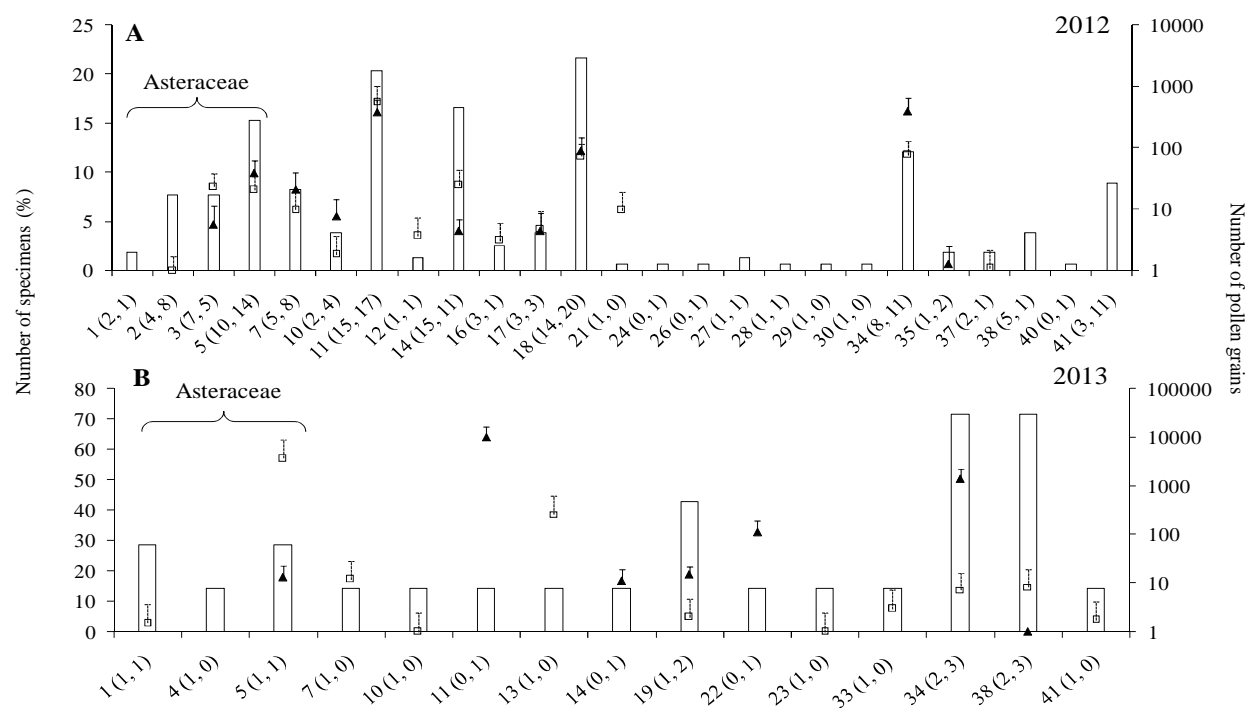 A
2012
Asteraceae
25
20
15
10
5
0
10000
1000
100
10
1
1 (2, 1)
2 (4, 8)
3 (7, 5)
5 (10, 14)
7 (5, 8)
10 (2, 4)
11 (15, 17)
12 (1, 1)
14 (15, 11)
16 (3, 1)
17 (3, 3)
18 (14, 20)
21 (1, 0)
24 (0, 1)
26 (0, 1)
27 (1, 1)
28 (1, 1)
29 (1, 0)
30 (1, 0)
34 (8, 11)
35 (1, 2)
37 (2, 1)
38 (5, 1)
40 (0, 1)
41 (3, 11)
Number of specimens (%)
Number of pollen grains
B
2013
Asteraceae
80
70
60
50
40
30
20
10
0
100000
10000
1000
100
10
1
1 (1, 1)
4 (1, 0)
5 (1, 1)
7 (1, 0)
10 (1, 0)
11 (0, 1)
13 (1, 0)
14 (0, 1)
19 (1, 2)
22 (0, 1)
23 (1, 0)
33 (1, 0)
34 (2, 3)
38 (2, 3)
41 (1, 0)